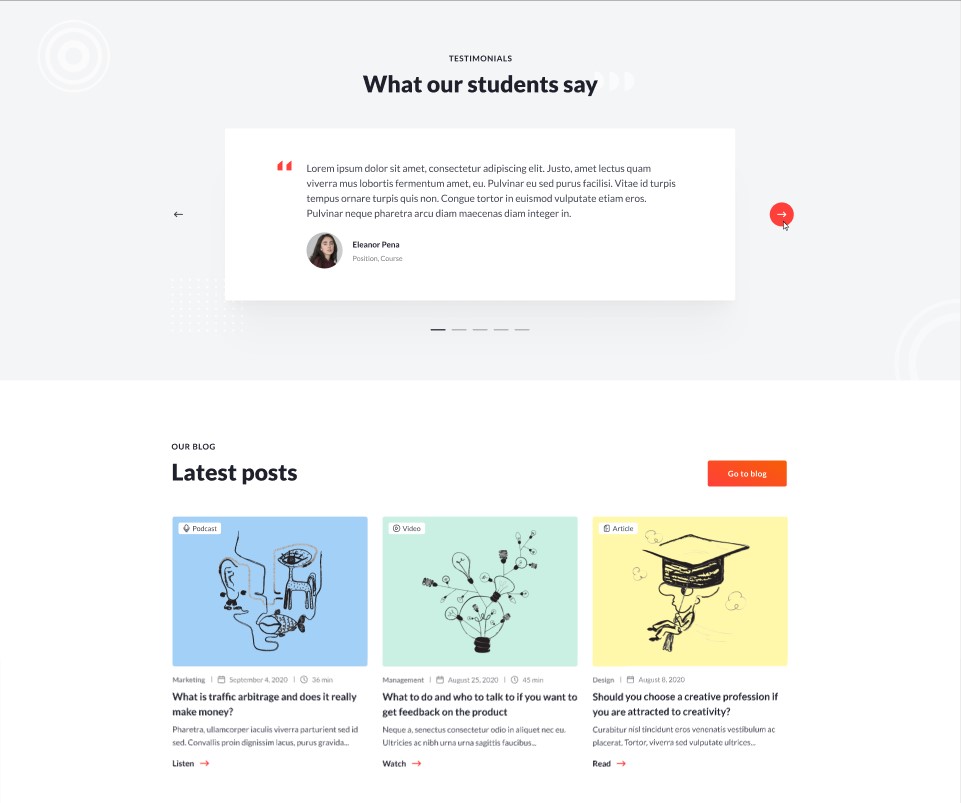 TESTIMONIALS
What our students say
Lorem ipsum dolor sit amet, consectetur adipiscing elit. Justo, amet lectus quam
viverra mus lobortis fermentum amet, eu. Pulvinar eu sed purus facilisi. Vitae id turpis
tempus ornare turpis quis non. Congue tortor in euismod vulputate etiam eros.
Pulvinar neque pharetra arcu diam maecenas diam integer in.
Eleanor Pena
Position, Course
OUR BLOG
Latest posts
Go to blog
Podcast
Marketing | September 4, 2020 | 36 min
What is traffic arbitrage and does it really
make money?
Pharetra, ullamcorper iaculis viverra parturient sed id
sed. Convallis proin dignissim lacus, purus gravida...
Listen
Video
Management | August 25, 2020 | 45 min
What to do and who to talk to if you want to
get feedback on the product
Neque a, senectus consectetur odio in aliquet nec eu.
Ultricies ac nibh urna urna sagittis faucibus...
Watch
Article
Design | August 8, 2020
Should you choose a creative profession if
you are attracted to creativity?
Curabitur nisl tincidunt eros venenatis vestibulum ac
placerat. Tortor, viverra sed vulputate ultrices...
Read